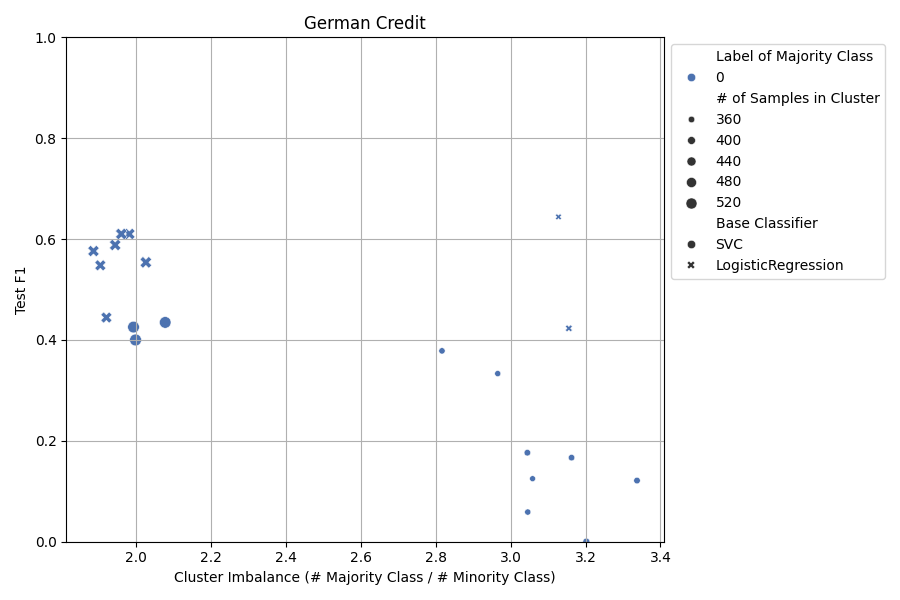 German Credit
1.0
0.8
0.6
0.4
0.2
0.0
Test F1
2.0 2.2 2.4 2.6 2.8 3.0 3.2 3.4
Cluster Imbalance (# Majority Class / # Minority Class)
Label of Majority Class
0
# of Samples in Cluster
360
400
440
480
520
Base Classifier
SVC
LogisticRegression